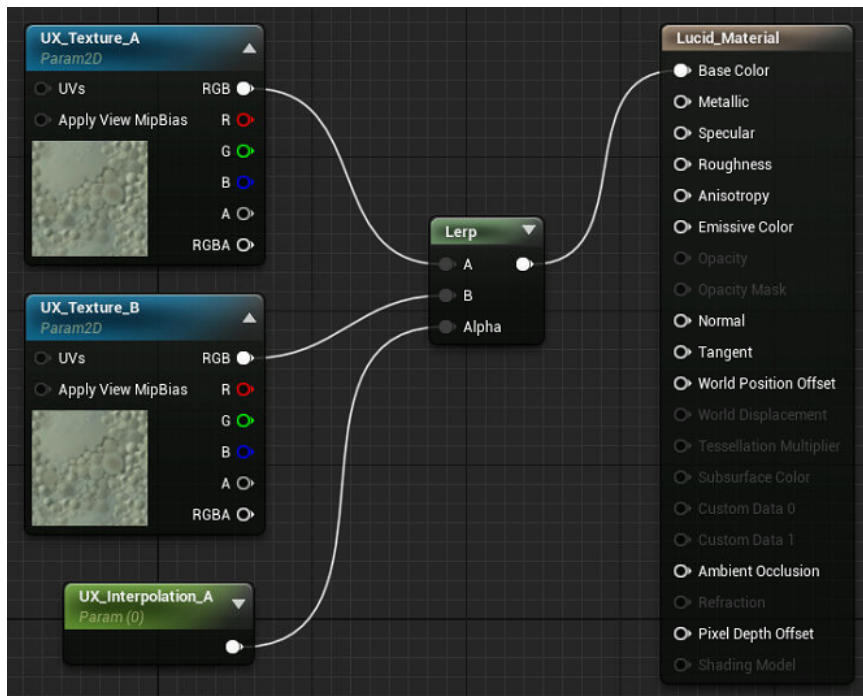 UX_Texture_A
Param2D
UVs
RGB
Apply View MipBias
R
G
B
A
RGBA
UX_Texture_B
Param2D
UVs
RGB
Apply View MipBias
R
G
B
A
RGBA
UX_Interpolation_A
Param (0)
Lerp
A
B
Alpha
Lucid_Material
Base Color
Metallic
Specular
Roughness
Anisotropy
Emissive Color
Opacity
Opacity Mask
Normal
Tangent
World Position Offset
World Displacement
Tessellation Multiplier
Subsurface Color
Custom Data 0
Custom Data 1
Ambient Occlusion
Refraction
Pixel Depth Offset
Shading Model